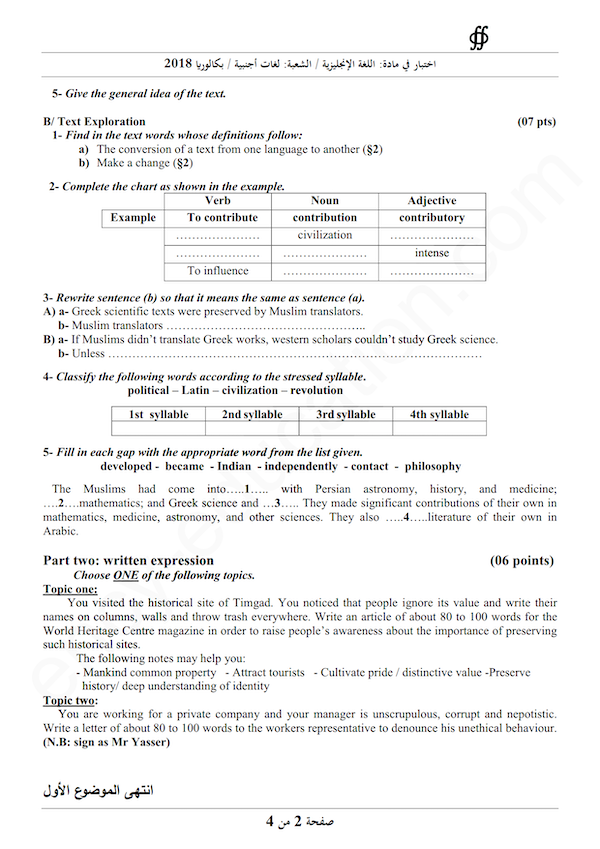 اختبار في مادة: اللغة الإنجليزية / الشعبة: لغات أجنبية / بكالوريا 2018
5- Give the general idea of the text.
B/ Text Exploration (07 pts)
1- Find in the text words whose definitions follow:
a) The conversion of a text from one language to another (§2)
b) Make a change (§2)
2- Complete the chart as shown in the example.
Verb Noun Adjective
Example To contribute contribution contributory
………………… civilization …………………
………………… ………………… intense
To influence ………………… …………………
3- Rewrite sentence (b) so that it means the same as sentence (a).
A) a- Greek scientific texts were preserved by Muslim translators.
b- Muslim translators …………………………………………..
B) a- If Muslims didn't translate Greek works, western scholars couldn't study Greek science.
b- Unless …………………………………………………………………………………
4- Classify the following words according to the stressed syllable.
political – Latin – civilization – revolution
1st syllable 2nd syllable 3rd syllable 4th syllable
5- Fill in each gap with the appropriate word from the list given.
developed - became - Indian - independently - contact - philosophy
The Muslims had come into…..1….. with Persian astronomy, history, and medicine;
….2….mathematics; and Greek science and …3….. They made significant contributions of their own in
mathematics, medicine, astronomy, and other sciences. They also …..4…..literature of their own in
Arabic.
Part two: written expression (06 points)
Choose ONE of the following topics.
Topic one:
You visited the historical site of Timgad. You noticed that people ignore its value and write their
names on columns, walls and throw trash everywhere. Write an article of about 80 to 100 words for the
World Heritage Centre magazine in order to raise people's awareness about the importance of preserving
such historical sites.
The following notes may help you:
- Mankind common property - Attract tourists - Cultivate pride / distinctive value -Preserve
history/ deep understanding of identity
Topic two:
You are working for a private company and your manager is unscrupulous, corrupt and nepotistic.
Write a letter of about 80 to 100 words to the workers representative to denounce his unethical behaviour.
(N.B: sign as Mr Yasser)
انتهى الموضوع الأول
صفحة 2 من 4